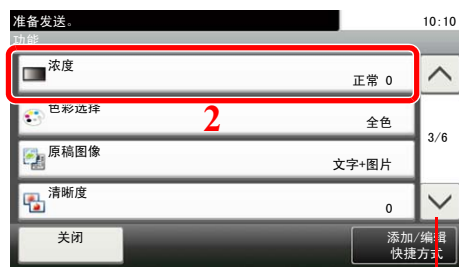 准备发送。 10:10
功能
浓度
正常 0
2
色彩选择
全色
3/6
原稿图像
文字+图片
清晰度
0
关闭
添加/编辑
快捷方式